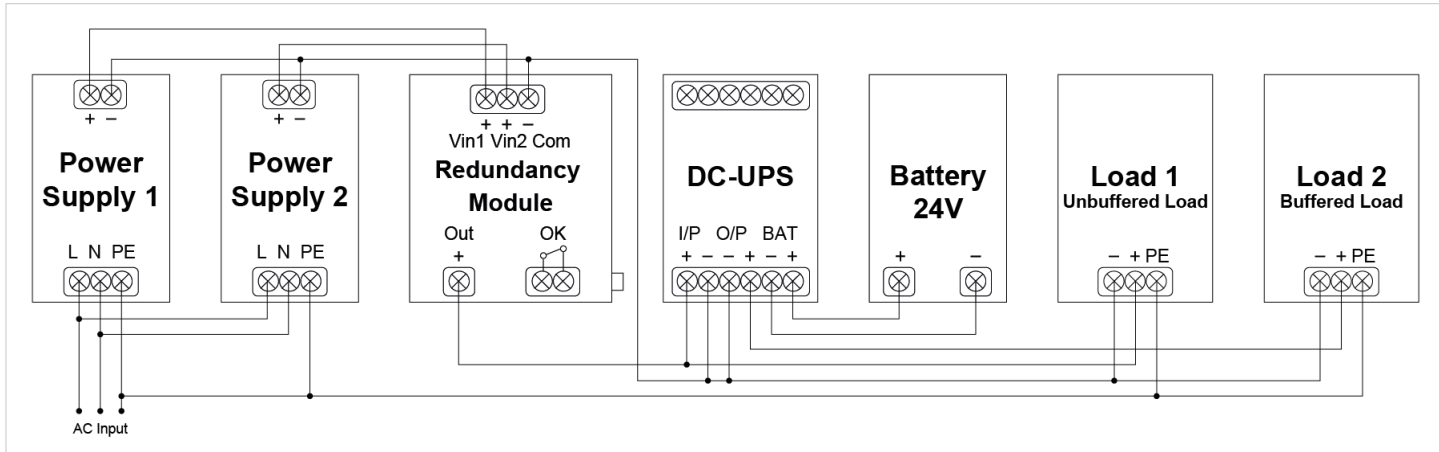 + −
Power
Supply 1
L N PE
+ −
Power
Supply 2
L N PE
+ + −
Vin1 Vin2 Com
Redundancy
Module
Out OK
+
DC-UPS
I/P O/P BAT
+ − − + − +
Battery
24V
+ −
Load 1
Unbuffered Load
− + PE
Load 2
Buffered Load
− + PE
AC Input